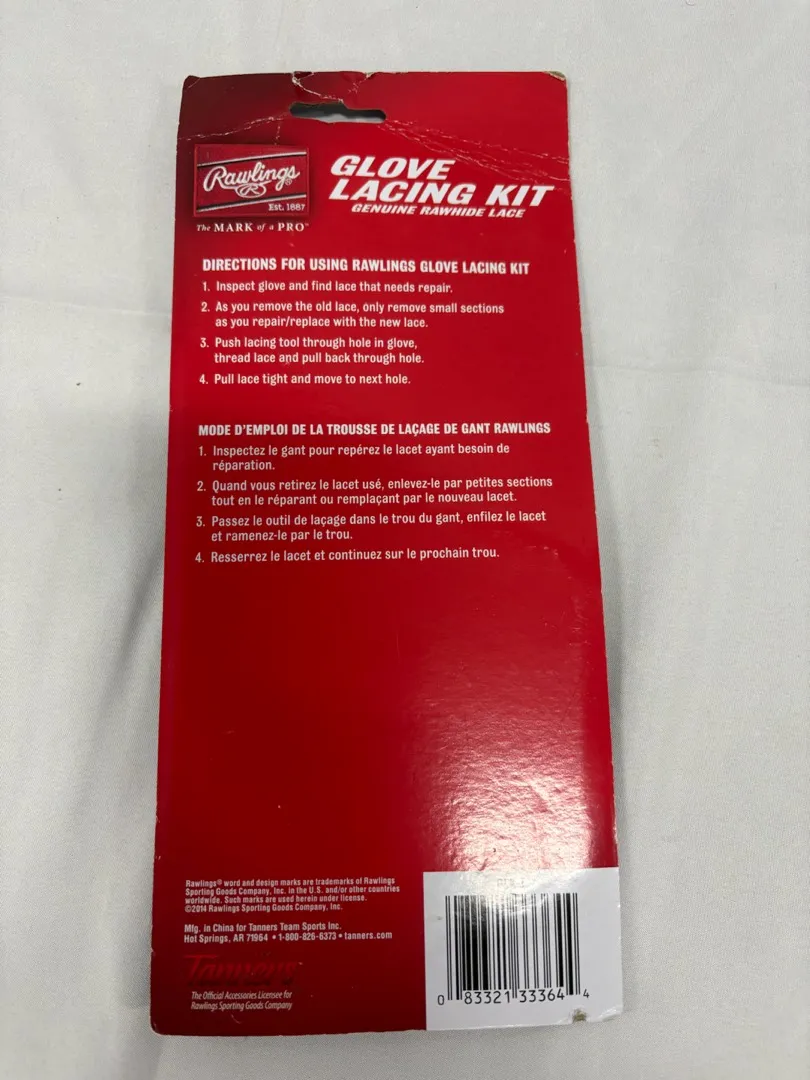 Rawlings®
Est. 1887
The MARK of a PRO™
GLOVE
LACING KIT
GENUINE RAWHIDE LACE
DIRECTIONS FOR USING RAWLINGS GLOVE LACING KIT
1. Inspect glove and find lace that needs repair.
2. As you remove the old lace, only remove small sections
as you repair/replace with the new lace.
3. Push lacing tool through hole in glove,
thread lace and pull back through hole.
4. Pull lace tight and move to next hole.
MODE D'EMPLOI DE LA TROUSSE DE LAÇAGE DE GANT RAWLINGS
1. Inspectez le gant pour repérez le lacet ayant besoin de
réparation.
2. Quand vous retirez le lacet usé, enlevez-le par petites sections
tout en le réparant ou remplaçant par le nouveau lacet.
3. Passez le outil de laçage dans le trou du gant, enfilez le lacet
et ramenez-le par le trou.
4. Resserrez le lacet et continuez sur le prochain trou.
Rawlings® word and design marks are trademarks of Rawlings
Sporting Goods Company, Inc. in the U.S. and/or other countries
worldwide. Such marks are used herein under license.
©2014 Rawlings Sporting Goods Company, Inc.
Mfg. in China for Tanners Team Sports Inc.
Hot Springs, AR 71964 • 1-800-826-6373 • tanners.com
Tanners
The Official Accessories Licensee for
Rawlings Sporting Goods Company
0 83321 33364 4